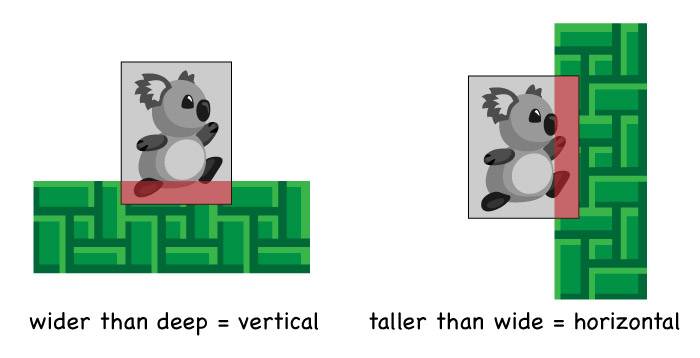 wider than deep = vertical
taller than wide = horizontal